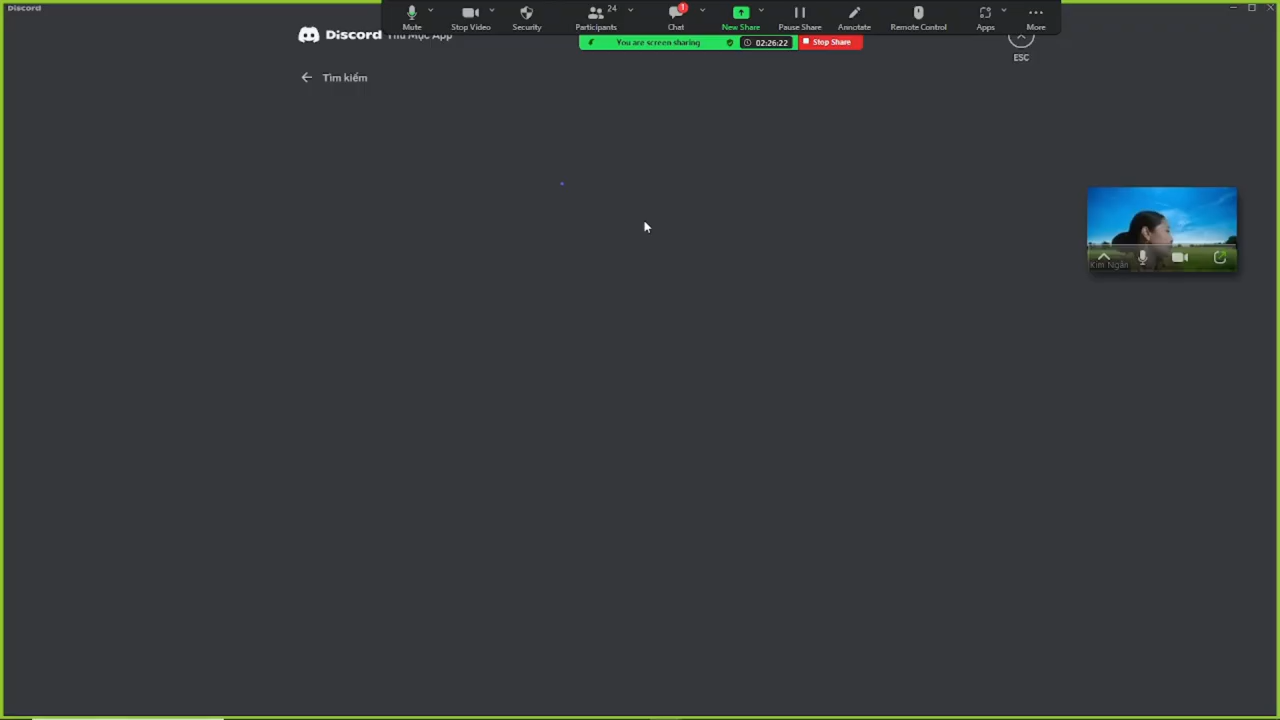 Discord
Mute
Stop Video
Security
Participants
24
Chat
1
New Share
Pause Share
Annotate
Remote Control
Apps
More
Discord Thư Mục App
You are screen sharing
02:26:22
Stop Share
ESC
Tìm kiếm
Kim Ngân